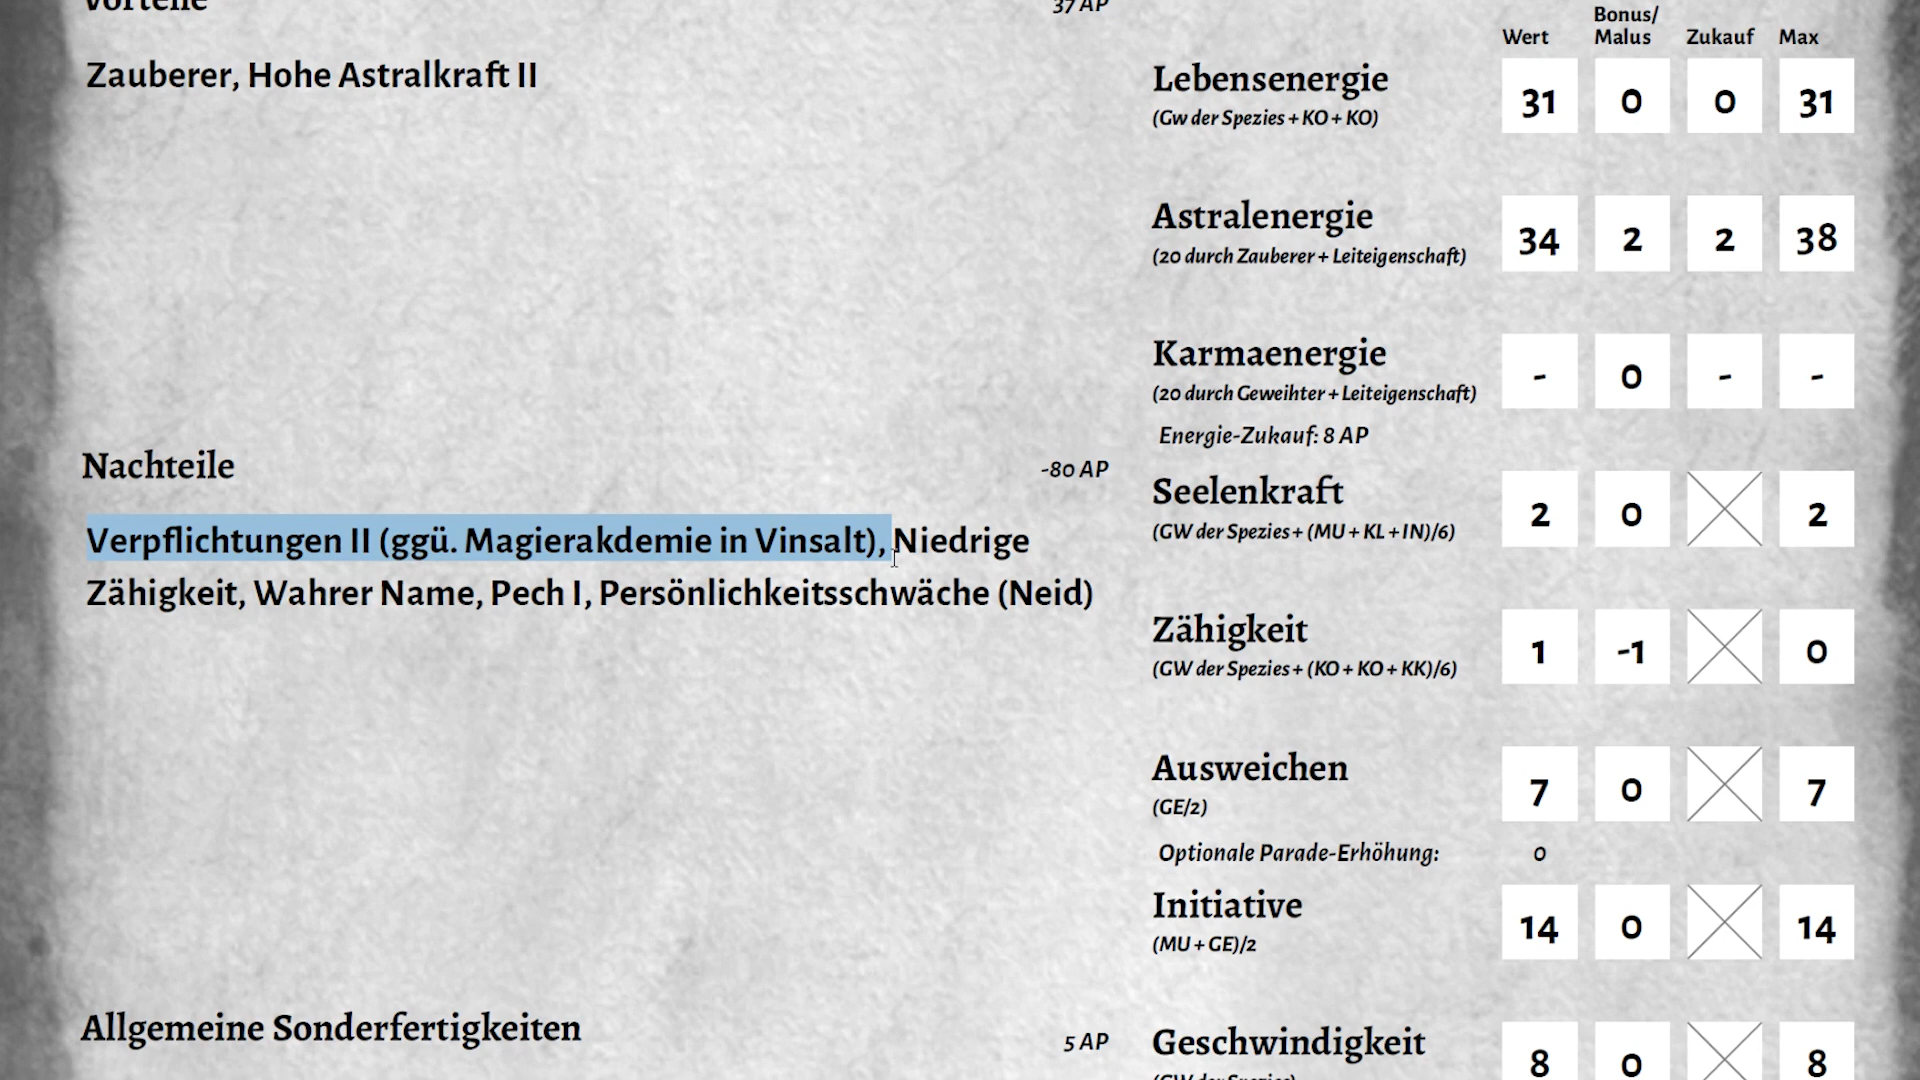 Vorteile 37 AP
Zauberer, Hohe Astralkraft II
Nachteile -80 AP
Verpflichtungen II (ggü. Magierakdemie in Vinsalt), Niedrige
Zähigkeit, Wahrer Name, Pech I, Persönlichkeitsschwäche (Neid)
Allgemeine Sonderfertigkeiten 5 AP
Wert Bonus/ Malus Zukauf Max
Lebensenergie 31 0 0 31
(Gw der Spezies + KO + KO)
Astralenergie 34 2 2 38
(20 durch Zauberer + Leiteigenschaft)
Karmaenergie - 0 - -
(20 durch Geweihter + Leiteigenschaft)
Energie-Zukauf: 8 AP
Seelenkraft 2 0 2
(GW der Spezies + (MU + KL + IN)/6)
Zähigkeit 1 -1 0
(GW der Spezies + (KO + KO + KK)/6)
Ausweichen 7 0 7
(GE/2)
Optionale Parade-Erhöhung: 0
Initiative 14 0 14
(MU + GE)/2
Geschwindigkeit 8 0 8
(GW der Spezies)